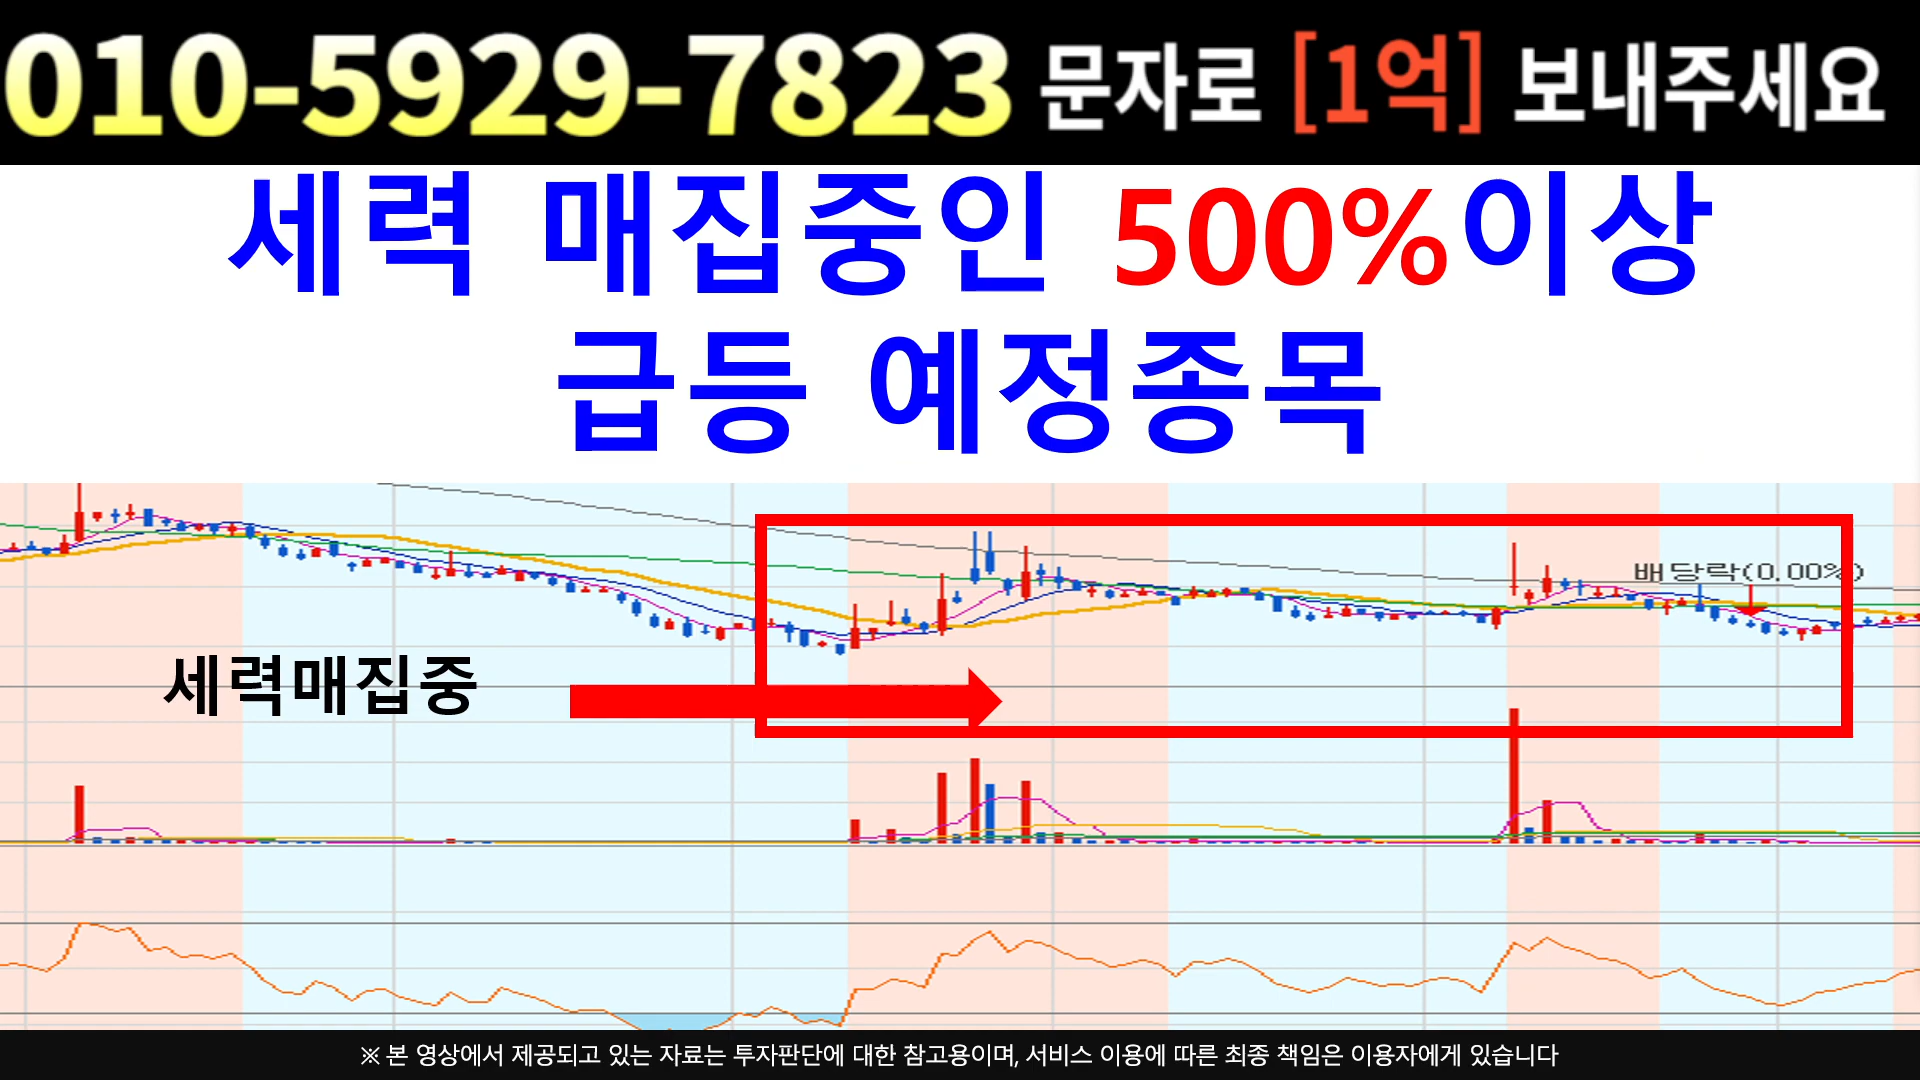 010-5929-7823 문자로 [1억] 보내주세요
세력 매집중인 500%이상
급등 예정종목
배당락(0.00%)
세력매집중
※ 본 영상에서 제공되고 있는 자료는 투자판단에 대한 참고용이며, 서비스 이용에 따른 최종 책임은 이용자에게 있습니다